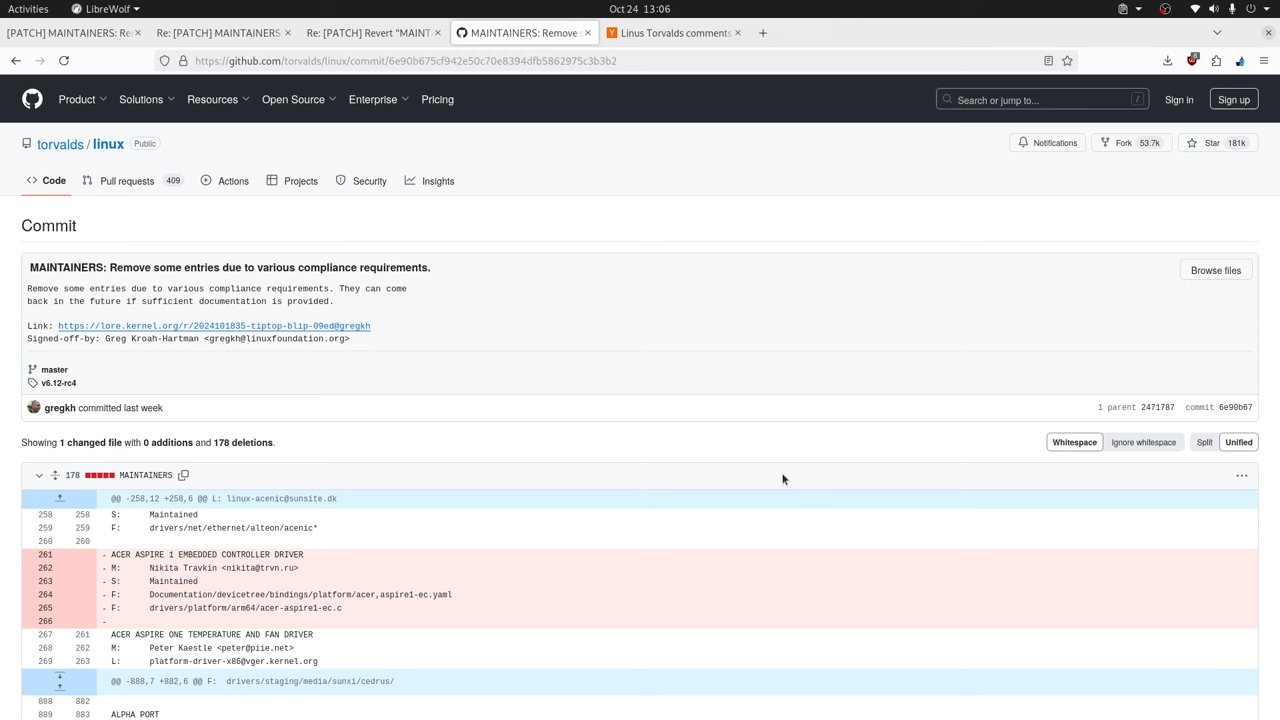 Activities LibreWolf Oct 24 13:06
[PATCH] MAINTAINERS: Re Re: [PATCH] MAINTAINERS Re: [PATCH] Revert "MAINT MAINTAINERS: Remove s Linus Torvalds comments
https://github.com/torvalds/linux/commit/6e90b675cf942e50c70e8394dfb5862975c3b3b2 8
Product Solutions Resources Open Source Enterprise Pricing Search or jump to... / Sign in Sign up
torvalds / linux Public Notifications Fork 53.7k Star 181k
Code Pull requests 409 Actions Projects Security Insights
Commit
MAINTAINERS: Remove some entries due to various compliance requirements. Browse files
Remove some entries due to various compliance requirements. They can come
back in the future if sufficient documentation is provided.
Link: https://lore.kernel.org/r/2024101835-tiptop-blip-09ed@gregkh
Signed-off-by: Greg Kroah-Hartman <gregkh@linuxfoundation.org>
master
v6.12-rc4
gregkh committed last week 1 parent 2471787 commit 6e90b67
Showing 1 changed file with 0 additions and 178 deletions. Whitespace Ignore whitespace Split Unified
178 MAINTAINERS
@@ -258,12 +258,6 @@ L: linux-acenic@sunsite.dk
258 258 S: Maintained
259 259 F: drivers/net/ethernet/alteon/acenic*
260 260
261 - ACER ASPIRE 1 EMBEDDED CONTROLLER DRIVER
262 - M: Nikita Travkin <nikita@trvn.ru>
263 - S: Maintained
264 - F: Documentation/devicetree/bindings/platform/acer,aspire1-ec.yaml
265 - F: drivers/platform/arm64/acer-aspire1-ec.c
266 -
267 261 ACER ASPIRE ONE TEMPERATURE AND FAN DRIVER
268 262 M: Peter Kaestle <peter@piie.net>
269 263 L: platform-driver-x86@vger.kernel.org
@@ -888,7 +882,6 @@ F: drivers/staging/media/sunxi/cedrus/
888 882
889 883 ALPHA PORT